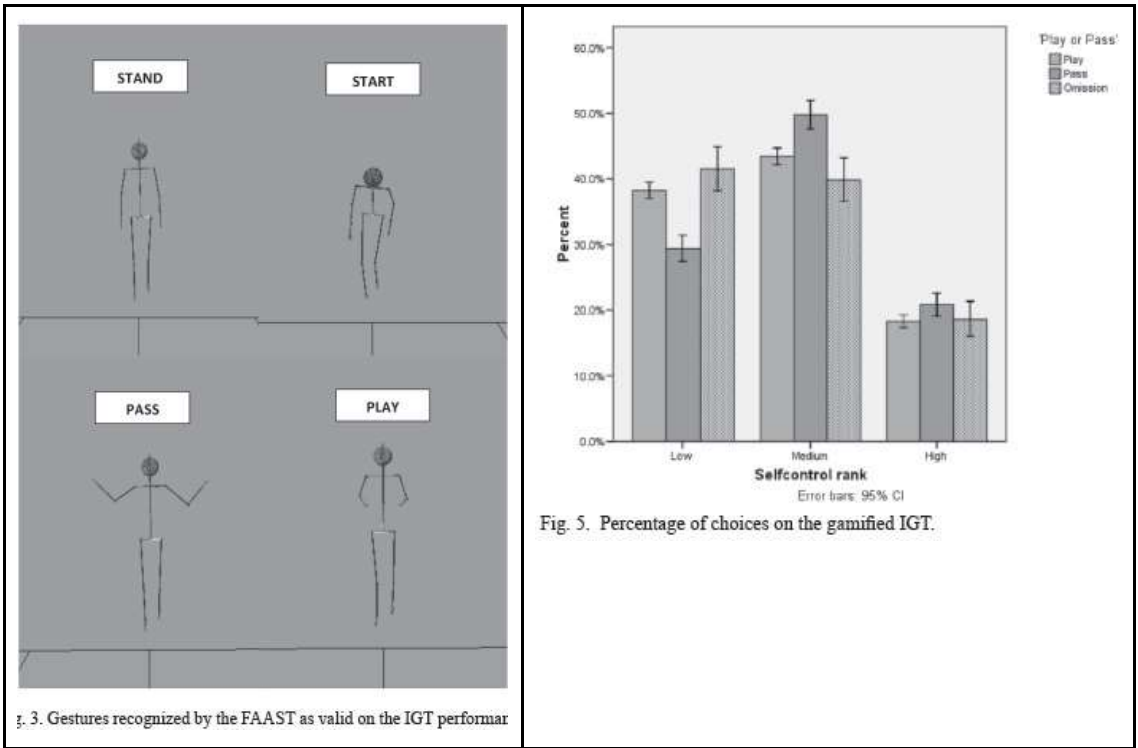 STAND
START
PASS
PLAY
g. 3. Gestures recognized by the FAAST as valid on the IGT performan
'Play or Pass'
Play
Pass
Omission
60.0%
50.0%
40.0%
30.0%
20.0%
10.0%
0.0%
Percent
Low Medium High
Selfcontrol rank
Error bars: 95% CI
Fig. 5. Percentage of choices on the gamified IGT.